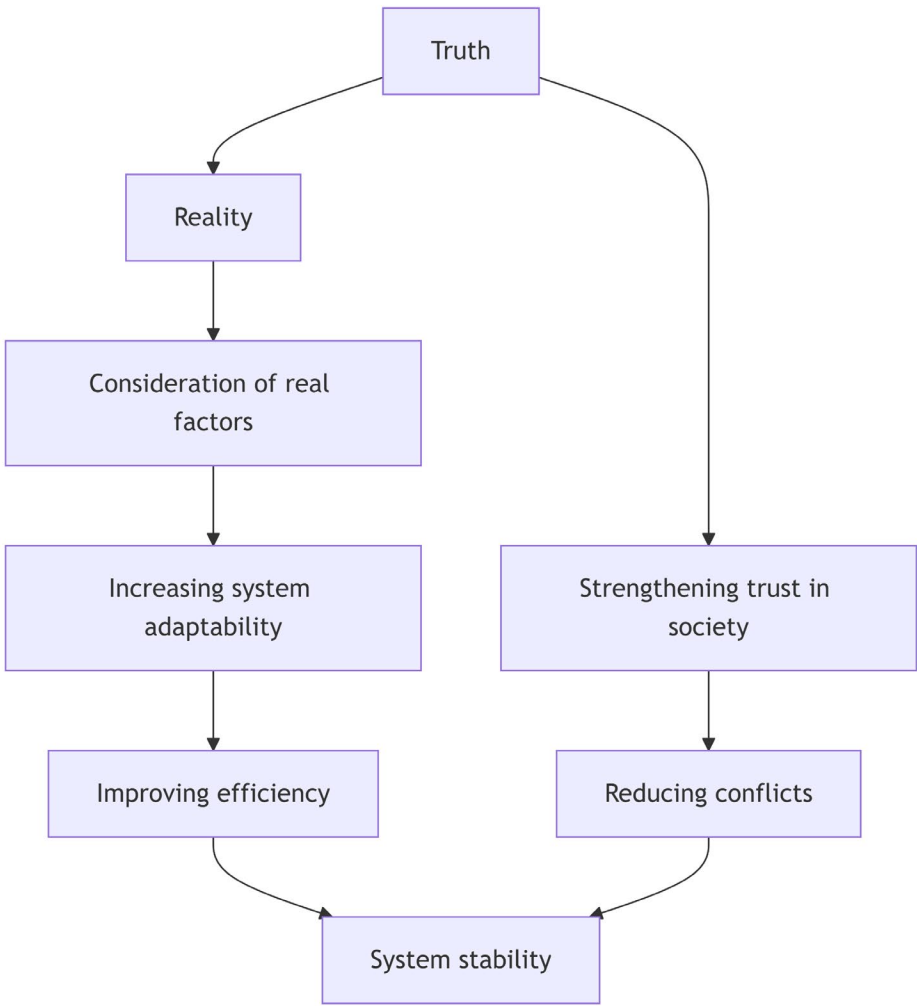 Truth
Reality
Consideration of real
factors
Increasing system
adaptability
Strengthening trust in
society
Improving efficiency
Reducing conflicts
System stability